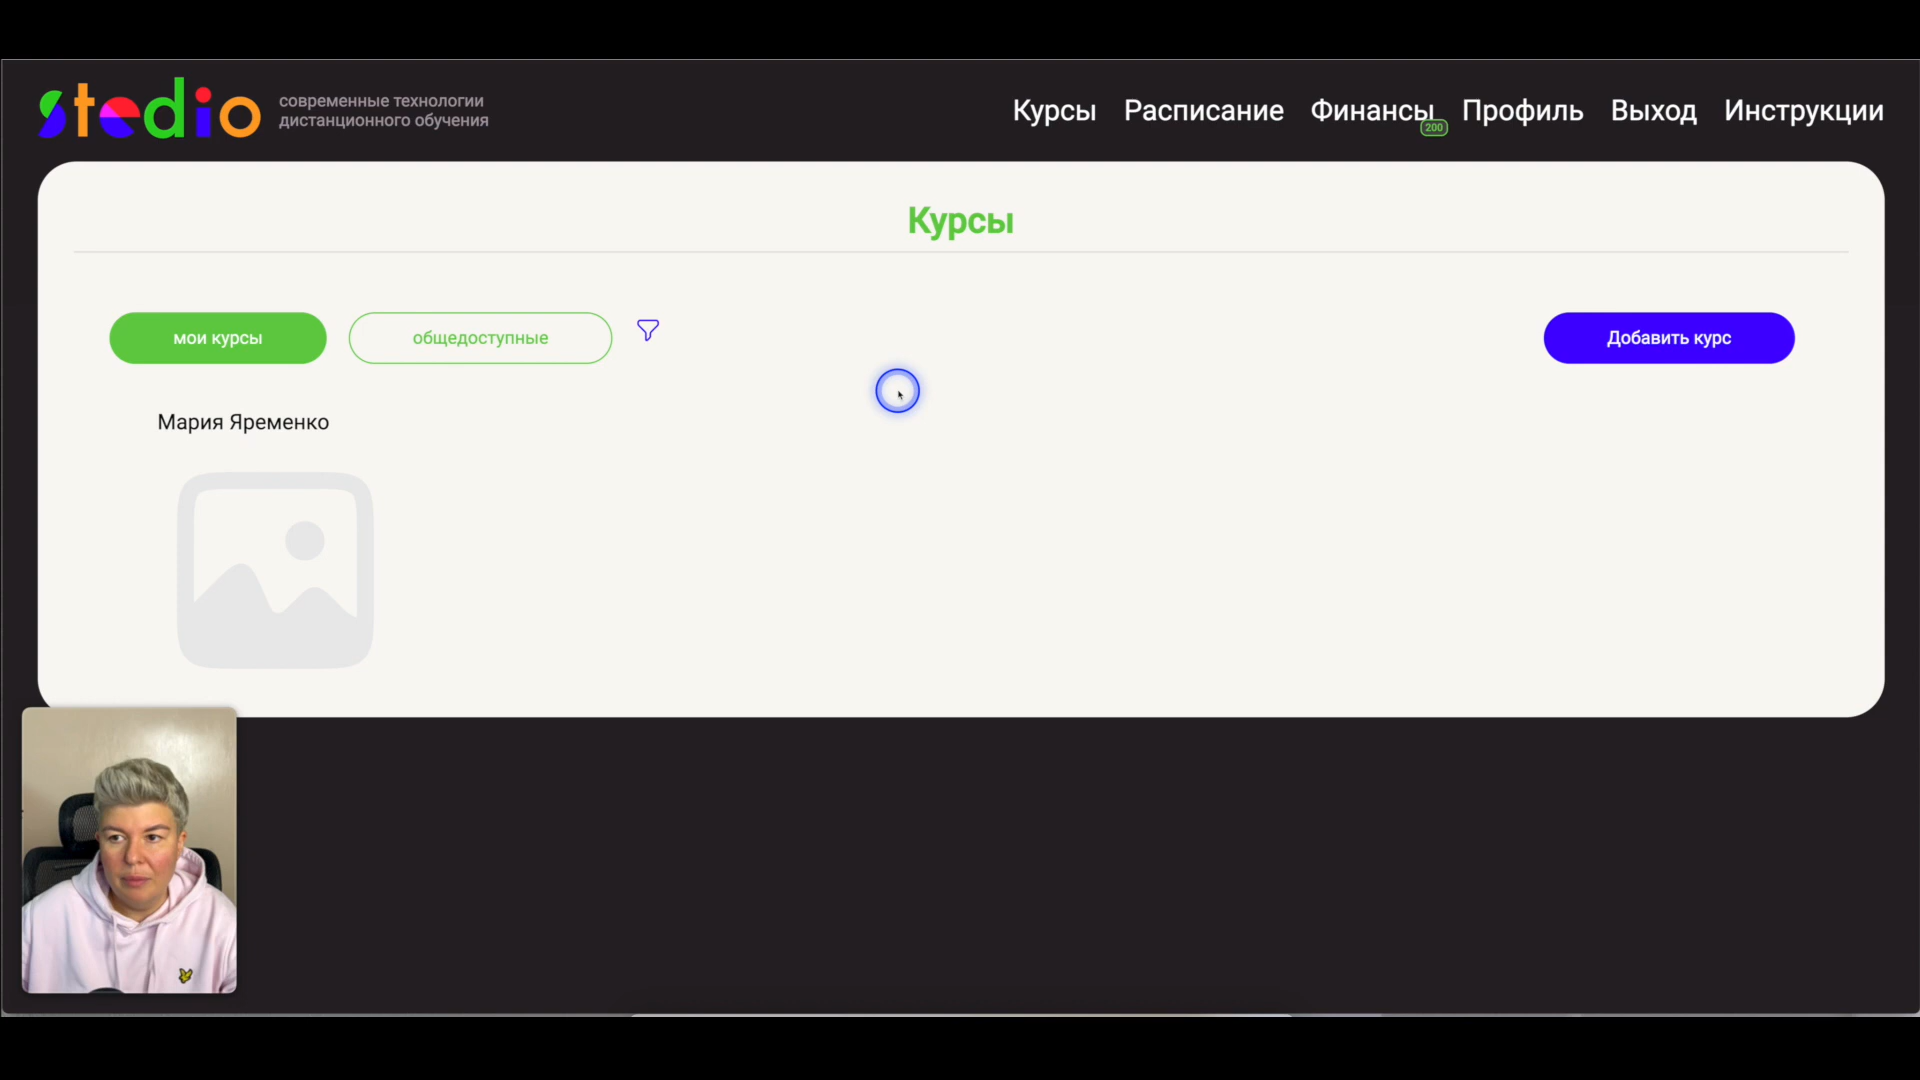 stedio
современные технологии
дистанционного обучения
Курсы
Расписание
Финансы
200
Профиль
Выход
Инструкции
Курсы
мои курсы
общедоступные
Добавить курс
Мария Яременко